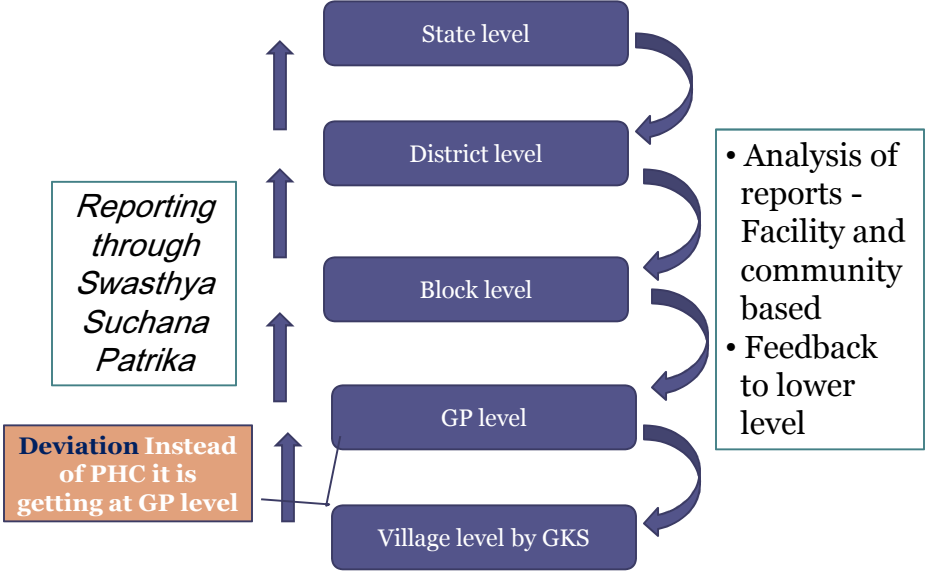 State level
District level
Block level
GP level
Village level by GKS
Reporting
through
Swasthya
Suchana
Patrika
Deviation Instead
of PHC it is
getting at GP level
• Analysis of
reports -
Facility and
community
based
• Feedback
to lower
level